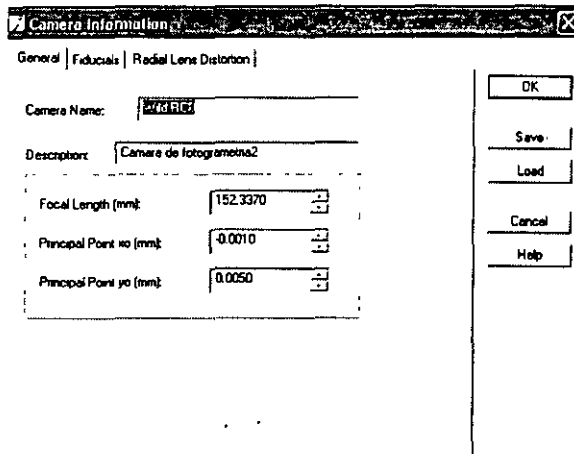 Camera Information
General | Fiducials | Radial Lens Distortion |
Camera Name:
Description: Camara de fotogrametria2
Focal Length (mm): 152.3370
Principal Point xo (mm): -0.0010
Principal Point yo (mm): 0.0050
OK
Save
Load
Cancel
Help